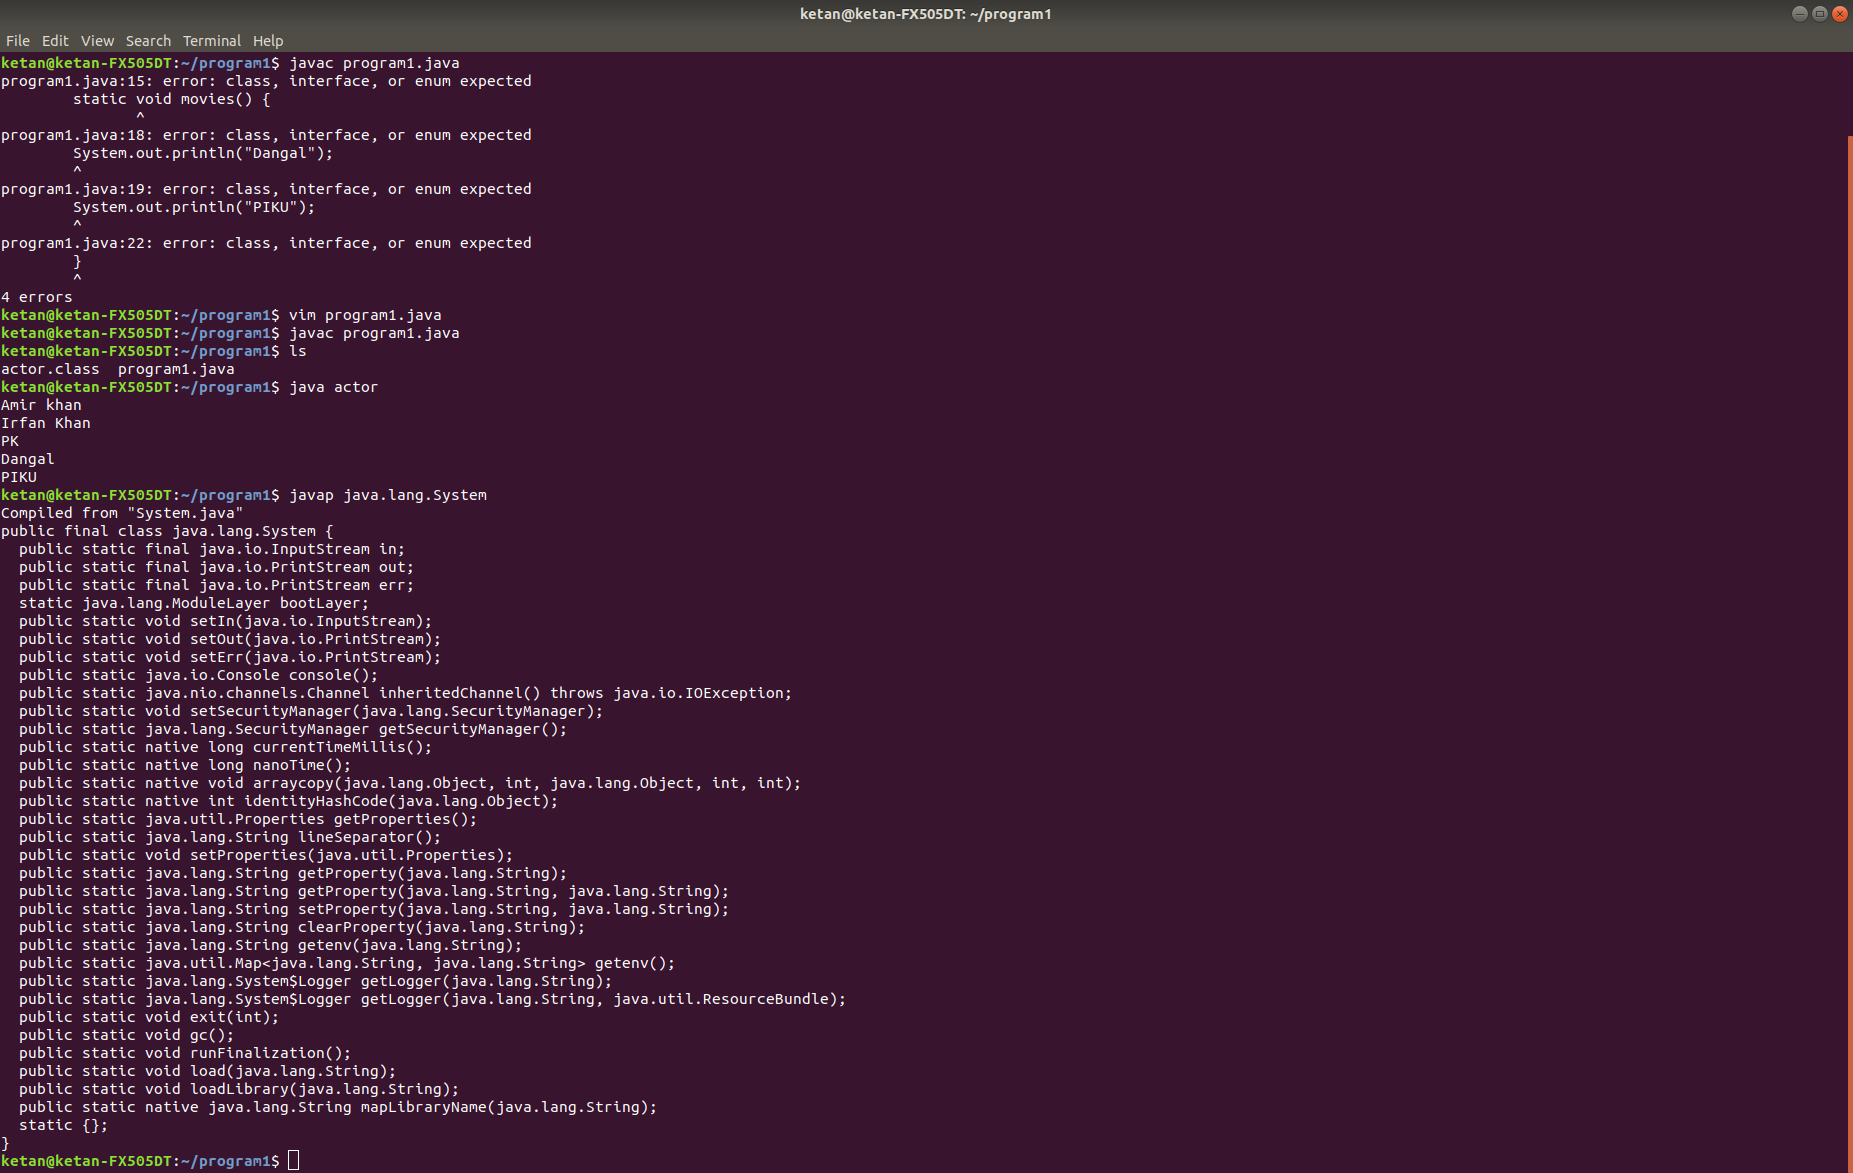 ketan@ketan-FX505DT: ~/program1
File Edit View Search Terminal Help
ketan@ketan-FX505DT:~/program1$ javac program1.java
program1.java:15: error: class, interface, or enum expected
        static void movies() {
               ^
program1.java:18: error: class, interface, or enum expected
        System.out.println("Dangal");
        ^
program1.java:19: error: class, interface, or enum expected
        System.out.println("PIKU");
        ^
program1.java:22: error: class, interface, or enum expected
        }
        ^
4 errors
ketan@ketan-FX505DT:~/program1$ vim program1.java
ketan@ketan-FX505DT:~/program1$ javac program1.java
ketan@ketan-FX505DT:~/program1$ ls
actor.class  program1.java
ketan@ketan-FX505DT:~/program1$ java actor
Amir khan
Irfan Khan
PK
Dangal
PIKU
ketan@ketan-FX505DT:~/program1$ javap java.lang.System
Compiled from "System.java"
public final class java.lang.System {
  public static final java.io.InputStream in;
  public static final java.io.PrintStream out;
  public static final java.io.PrintStream err;
  static java.lang.ModuleLayer bootLayer;
  public static void setIn(java.io.InputStream);
  public static void setOut(java.io.PrintStream);
  public static void setErr(java.io.PrintStream);
  public static java.io.Console console();
  public static java.nio.channels.Channel inheritedChannel() throws java.io.IOException;
  public static void setSecurityManager(java.lang.SecurityManager);
  public static java.lang.SecurityManager getSecurityManager();
  public static native long currentTimeMillis();
  public static native long nanoTime();
  public static native void arraycopy(java.lang.Object, int, java.lang.Object, int, int);
  public static native int identityHashCode(java.lang.Object);
  public static java.util.Properties getProperties();
  public static java.lang.String lineSeparator();
  public static void setProperties(java.util.Properties);
  public static java.lang.String getProperty(java.lang.String);
  public static java.lang.String getProperty(java.lang.String, java.lang.String);
  public static java.lang.String setProperty(java.lang.String, java.lang.String);
  public static java.lang.String clearProperty(java.lang.String);
  public static java.lang.String getenv(java.lang.String);
  public static java.util.Map<java.lang.String, java.lang.String> getenv();
  public static java.lang.System$Logger getLogger(java.lang.String);
  public static java.lang.System$Logger getLogger(java.lang.String, java.util.ResourceBundle);
  public static void exit(int);
  public static void gc();
  public static void runFinalization();
  public static void load(java.lang.String);
  public static void loadLibrary(java.lang.String);
  public static native java.lang.String mapLibraryName(java.lang.String);
  static {};
}
ketan@ketan-FX505DT:~/program1$